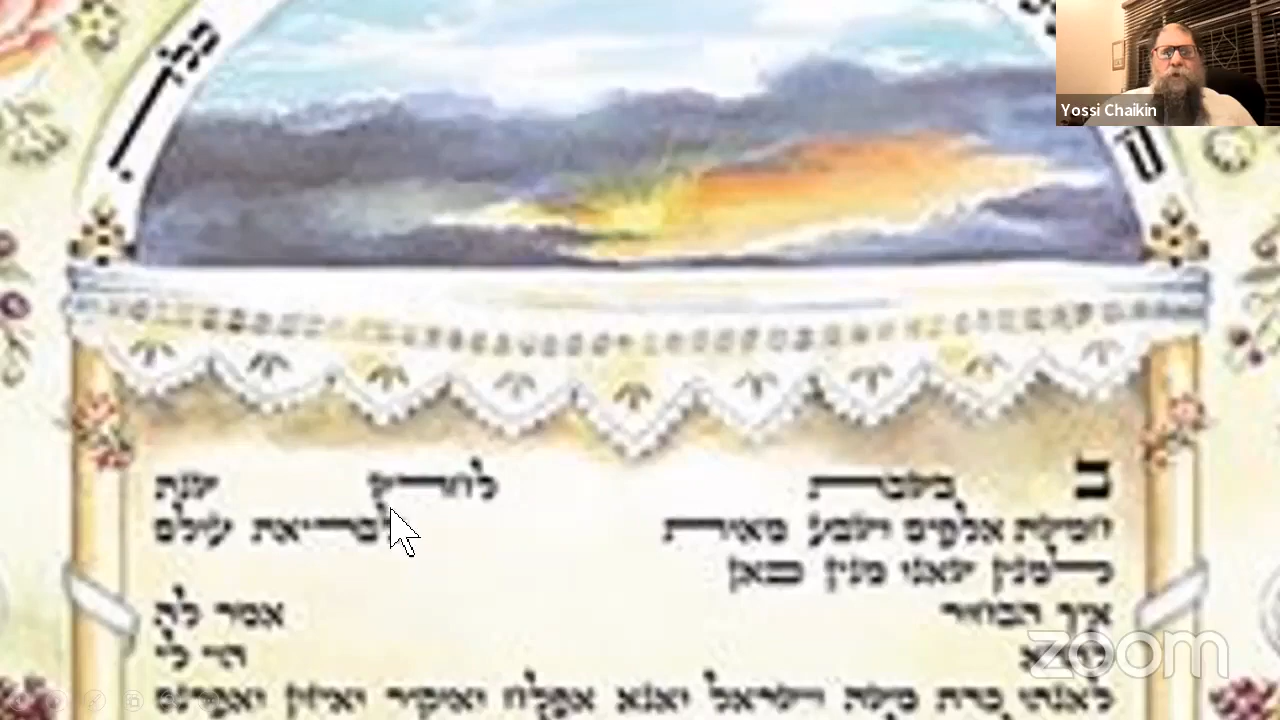 Yossi Chaikin
ב בשבת לחדש שנת
חמשת אלפים ושבע מאות לבריאת עולם
למנין שאנו מנין כאן
איך הבחור אמר לה
הוי לי
לאנתו כדת משה וישראל ואנא אפלח ואוקיר ואיזון ואפרנס
zoom